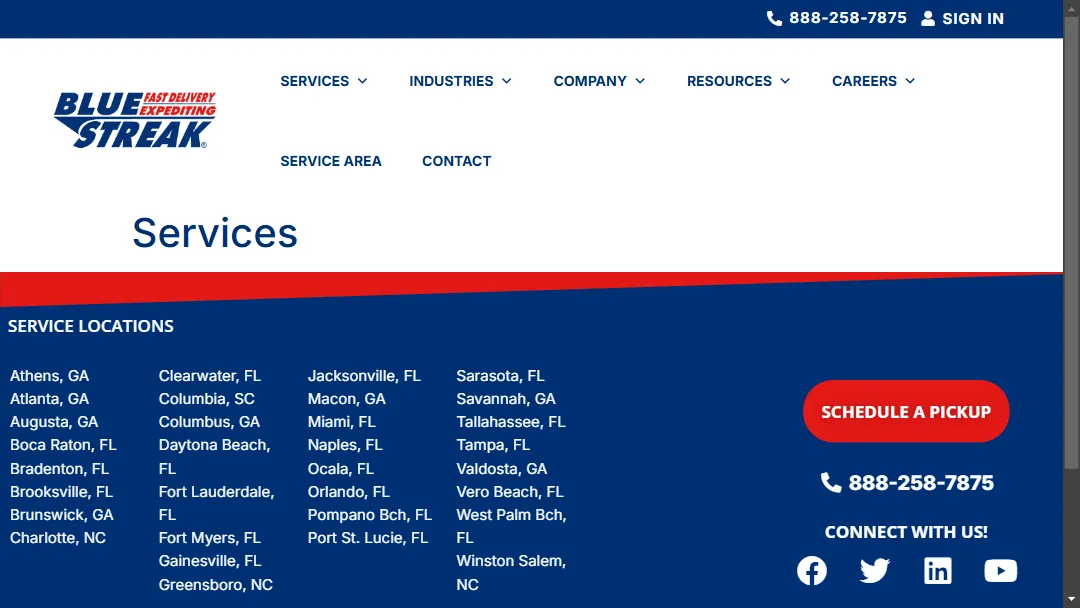 888-258-7875 SIGN IN
BLUE FAST DELIVERY EXPEDITING
STREAK®
SERVICES INDUSTRIES COMPANY RESOURCES CAREERS
SERVICE AREA CONTACT
Services
SERVICE LOCATIONS
Athens, GA
Atlanta, GA
Augusta, GA
Boca Raton, FL
Bradenton, FL
Brooksville, FL
Brunswick, GA
Charlotte, NC
Clearwater, FL
Columbia, SC
Columbus, GA
Daytona Beach,
FL
Fort Lauderdale,
FL
Fort Myers, FL
Gainesville, FL
Greensboro, NC
Jacksonville, FL
Macon, GA
Miami, FL
Naples, FL
Ocala, FL
Orlando, FL
Pompano Bch, FL
Port St. Lucie, FL
Sarasota, FL
Savannah, GA
Tallahassee, FL
Tampa, FL
Valdosta, GA
Vero Beach, FL
West Palm Bch,
FL
Winston Salem,
NC
SCHEDULE A PICKUP
888-258-7875
CONNECT WITH US!